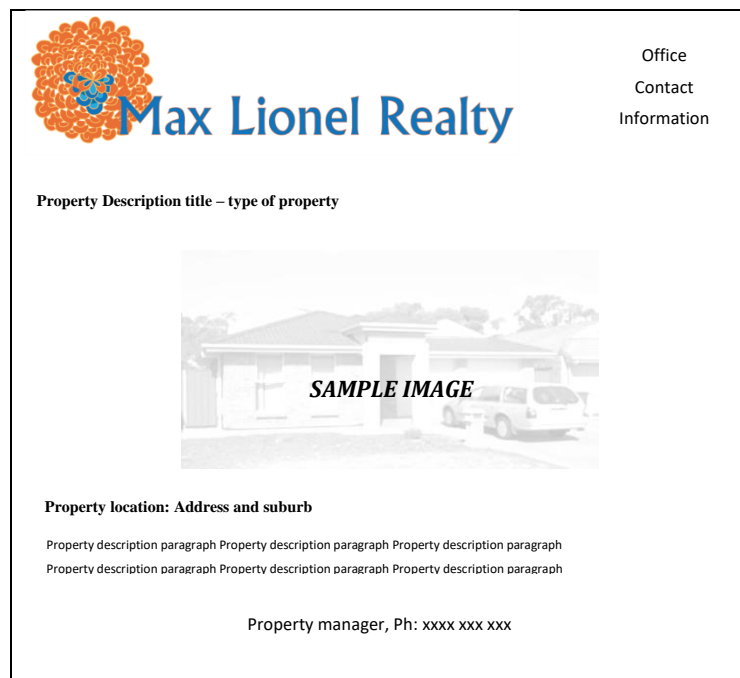 Office
Contact
Information
Max Lionel Realty
Property Description title – type of property
SAMPLE IMAGE
Property location: Address and suburb
Property description paragraph Property description paragraph Property description paragraph
Property description paragraph Property description paragraph Property description paragraph
Property manager, Ph: xxxx xxx xxx